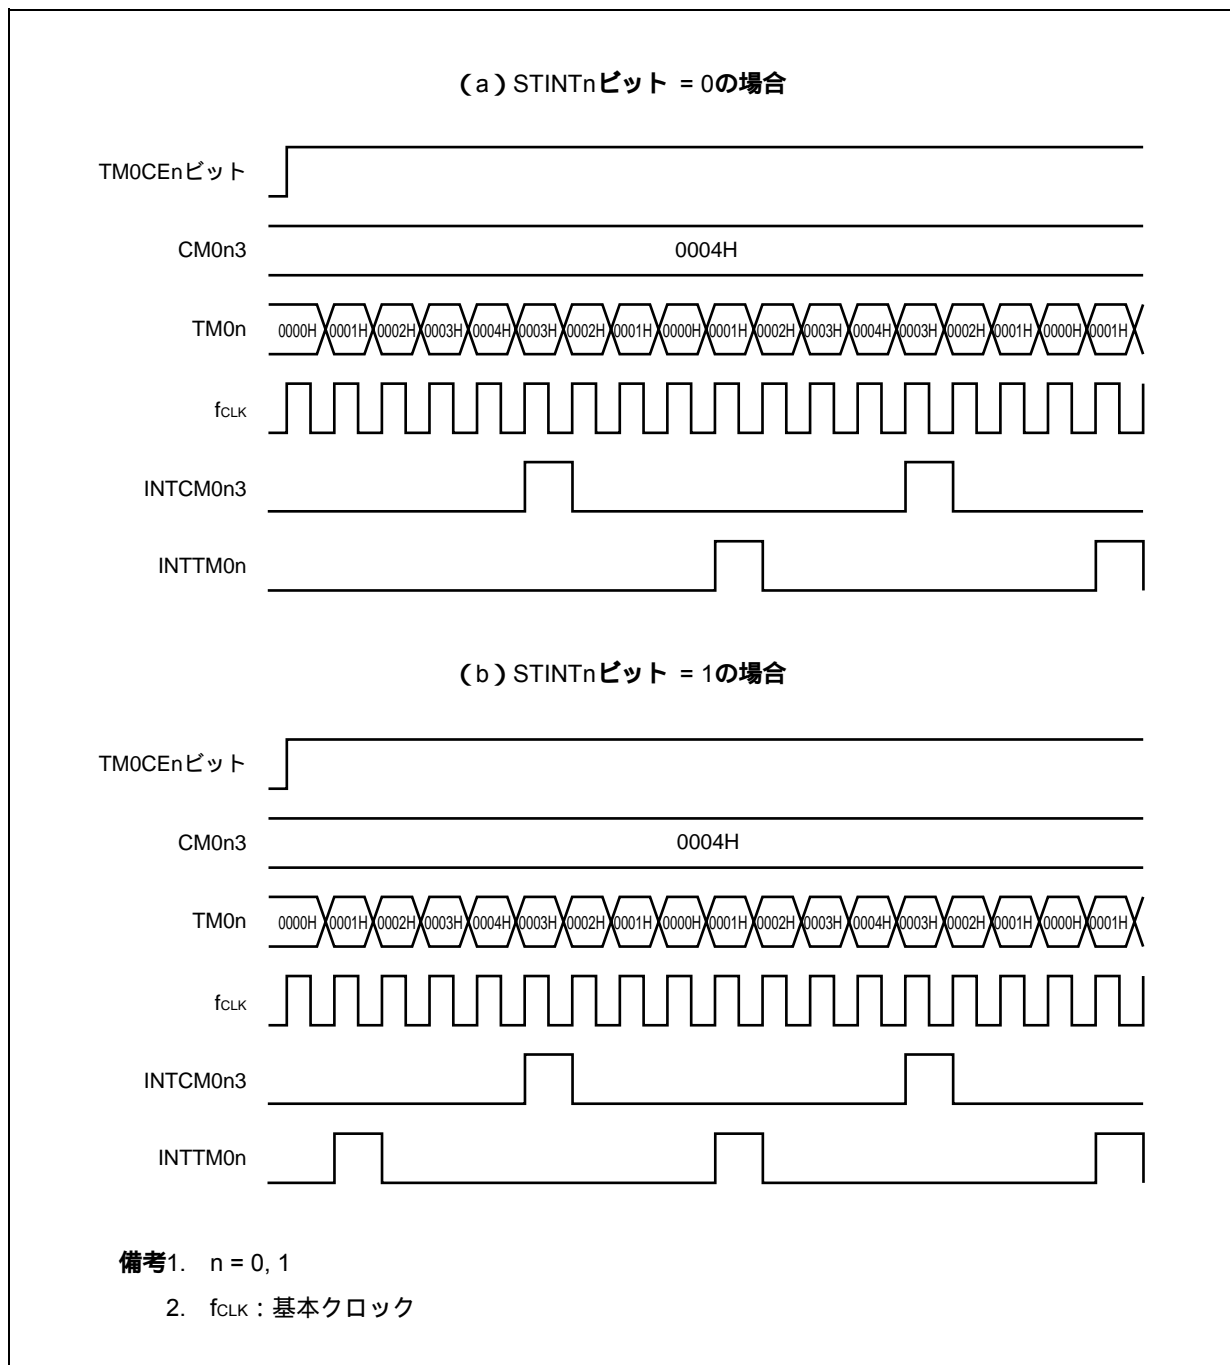 （a）STINTnビット = 0の場合
TM0CEnビット
CM0n3 0004H
TM0n 0000H 0001H 0002H 0003H 0004H 0003H 0002H 0001H 0000H 0001H 0002H 0003H 0004H 0003H 0002H 0001H 0000H 0001H
fCLK
INTCM0n3
INTTM0n
（b）STINTnビット = 1の場合
TM0CEnビット
CM0n3 0004H
TM0n 0000H 0001H 0002H 0003H 0004H 0003H 0002H 0001H 0000H 0001H 0002H 0003H 0004H 0003H 0002H 0001H 0000H 0001H
fCLK
INTCM0n3
INTTM0n
備考1. n = 0, 1
2. fCLK：基本クロック